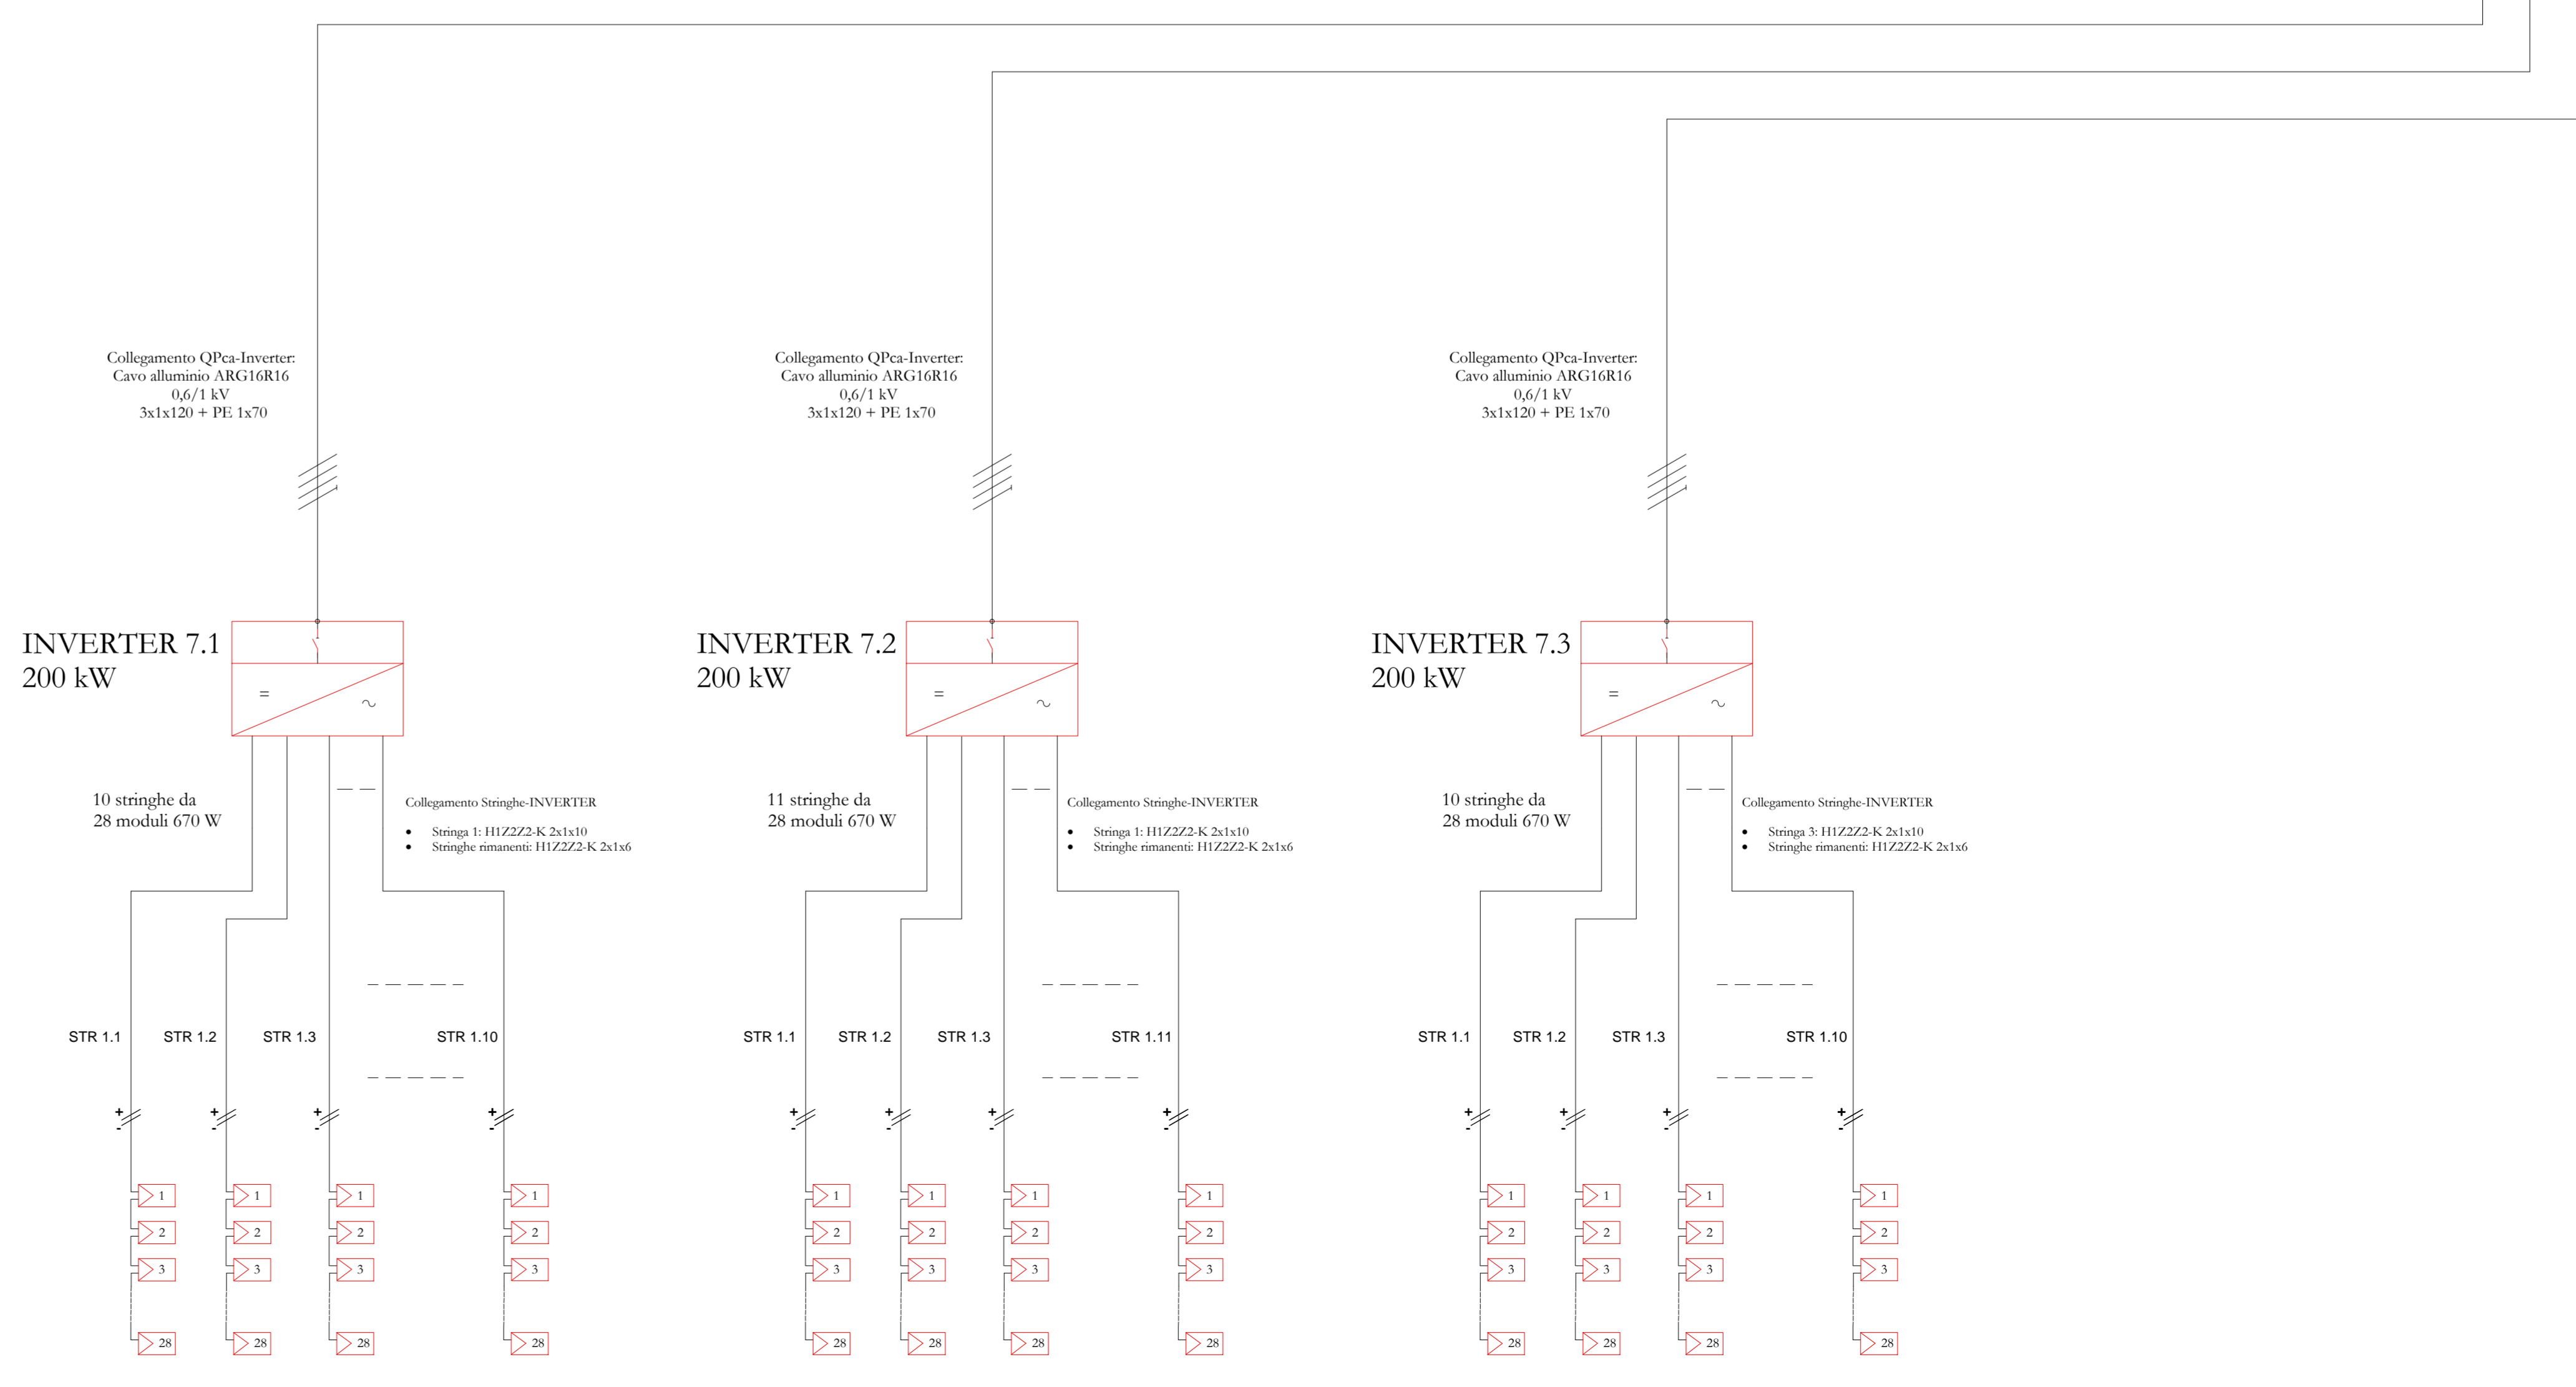 Collegamento QPca-Inverter:
Cavo alluminio ARG16R16
0,6/1 kV
3x1x120 + PE 1x70
Collegamento QPca-Inverter:
Cavo alluminio ARG16R16
0,6/1 kV
3x1x120 + PE 1x70
Collegamento QPca-Inverter:
Cavo alluminio ARG16R16
0,6/1 kV
3x1x120 + PE 1x70
INVERTER 7.1
200 kW
=
~
INVERTER 7.2
200 kW
=
~
INVERTER 7.3
200 kW
=
~
10 stringhe da
28 moduli 670 W
Collegamento Stringhe-INVERTER
• Stringa 1: H1Z2Z2-K 2x1x10
• Stringhe rimanenti: H1Z2Z2-K 2x1x6
11 stringhe da
28 moduli 670 W
Collegamento Stringhe-INVERTER
• Stringa 1: H1Z2Z2-K 2x1x10
• Stringhe rimanenti: H1Z2Z2-K 2x1x6
10 stringhe da
28 moduli 670 W
Collegamento Stringhe-INVERTER
• Stringa 3: H1Z2Z2-K 2x1x10
• Stringhe rimanenti: H1Z2Z2-K 2x1x6
STR 1.1 STR 1.2 STR 1.3 STR 1.10
+ + + +
- - - -
1 1 1 1
2 2 2 2
3 3 3 3
28 28 28 28
STR 1.1 STR 1.2 STR 1.3 STR 1.11
+ + + +
- - - -
1 1 1 1
2 2 2 2
3 3 3 3
28 28 28 28
STR 1.1 STR 1.2 STR 1.3 STR 1.10
+ + + +
- - - -
1 1 1 1
2 2 2 2
3 3 3 3
28 28 28 28